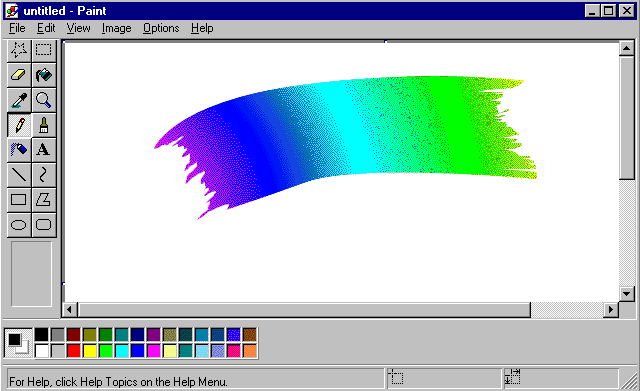 untitled - Paint
File Edit View Image Options Help
A
For Help, click Help Topics on the Help Menu.